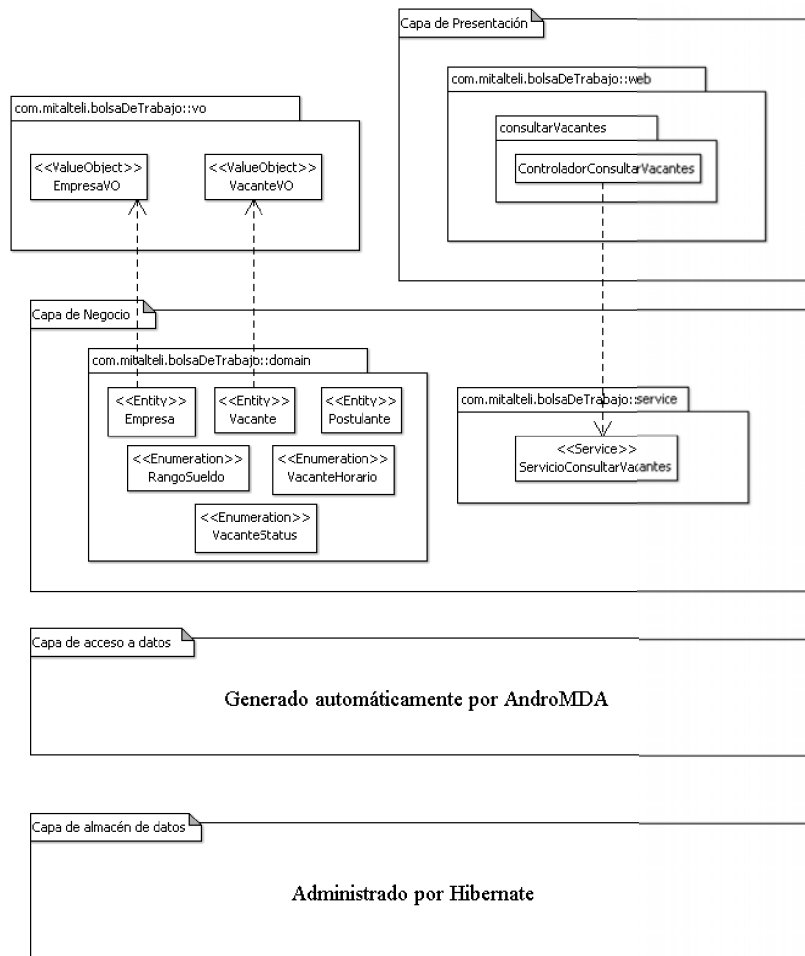 Capa de Presentación
com.mitalteli.bolsaDeTrabajo::web
consultarVacantes
ControladorConsultarVacantes
com.mitalteli.bolsaDeTrabajo::vo
<<ValueObject>>
EmpresaVO
<<ValueObject>>
VacanteVO
Capa de Negocio
com.mitalteli.bolsaDeTrabajo::domain
<<Entity>>
Empresa
<<Entity>>
Vacante
<<Entity>>
Postulante
<<Enumeration>>
RangoSueldo
<<Enumeration>>
VacanteHorario
<<Enumeration>>
VacanteStatus
com.mitalteli.bolsaDeTrabajo::service
<<Service>>
ServicioConsultarVacantes
Capa de acceso a datos
Generado automáticamente por AndroMDA
Capa de almacén de datos
Administrado por Hibernate